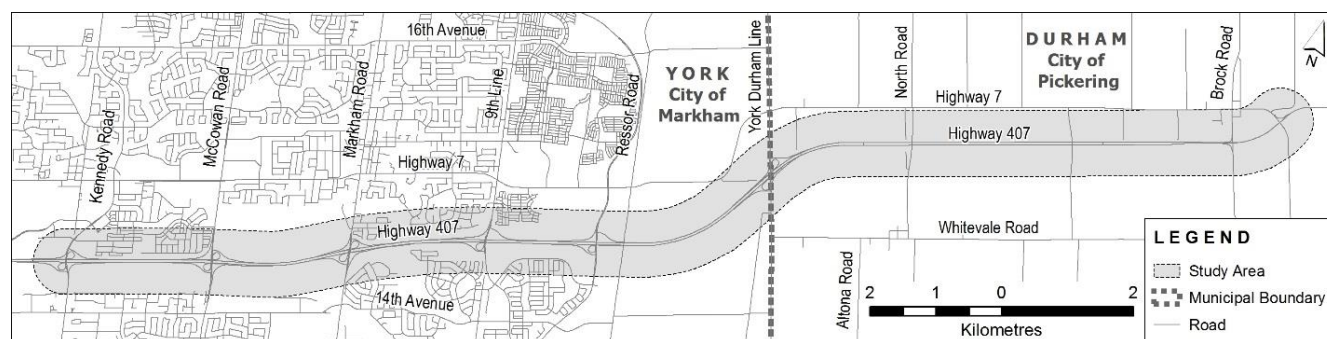 16th Avenue
Kennedy Road
McCowan Road
Markham Road
9th Line
Ressor Road
YORK
City of
Markham
York Durham Line
North Road
DURHAM
City of
Pickering
Brock Road
N
Highway 7
Highway 407
Highway 7
Highway 407
14th Avenue
Whitevale Road
Altona Road
2 1 0 2
Kilometres
LEGEND
Study Area
Municipal Boundary
Road